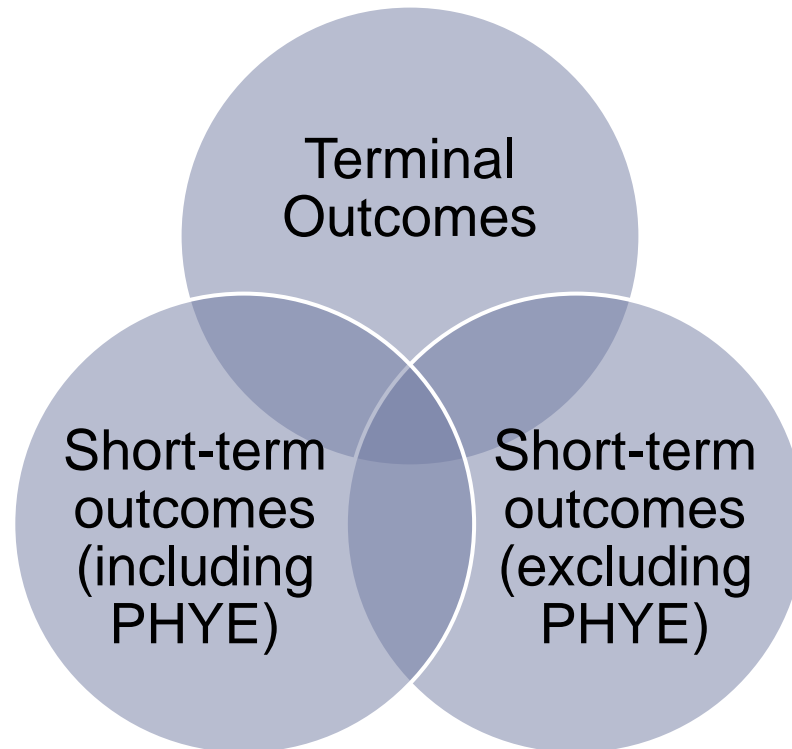 Terminal
Outcomes
Short-term
outcomes
(including
PHYE)
Short-term
outcomes
(excluding
PHYE)